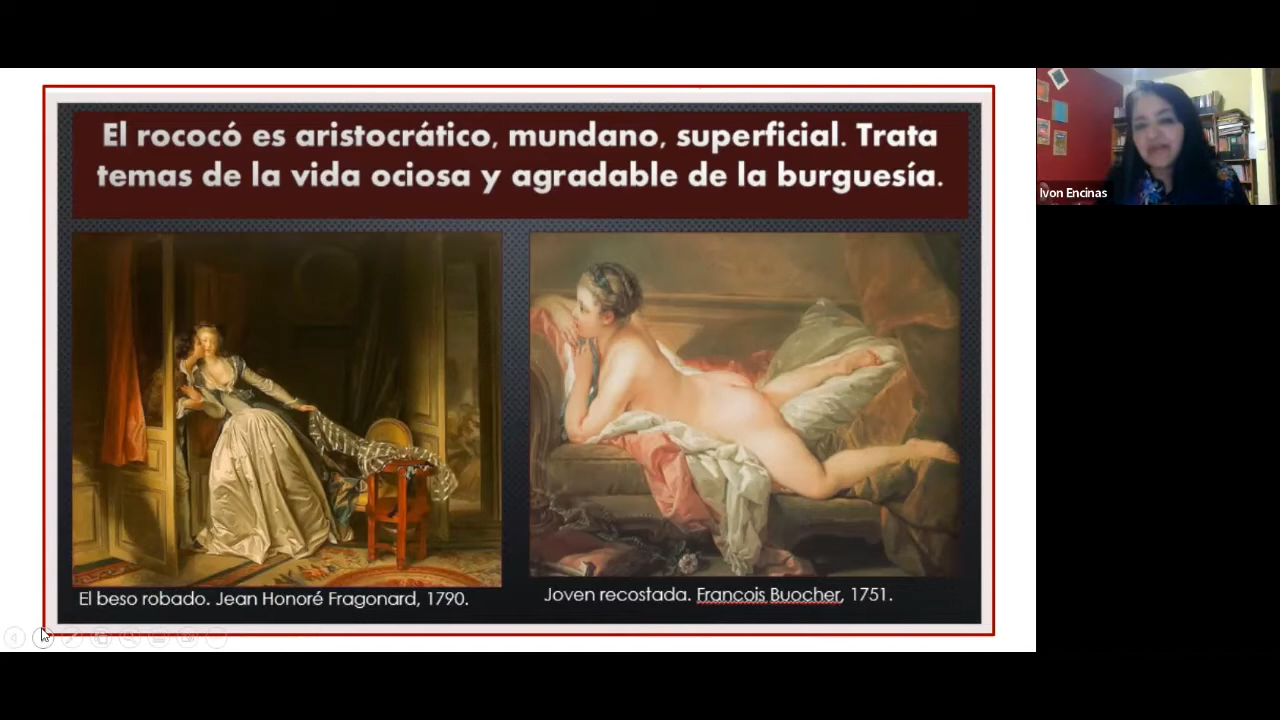 El rococó es aristocrático, mundano, superficial. Trata
temas de la vida ociosa y agradable de la burguesía.
El beso robado. Jean Honoré Fragonard, 1790.
Joven recostada. Francois Buocher, 1751.
Ivon Encinas